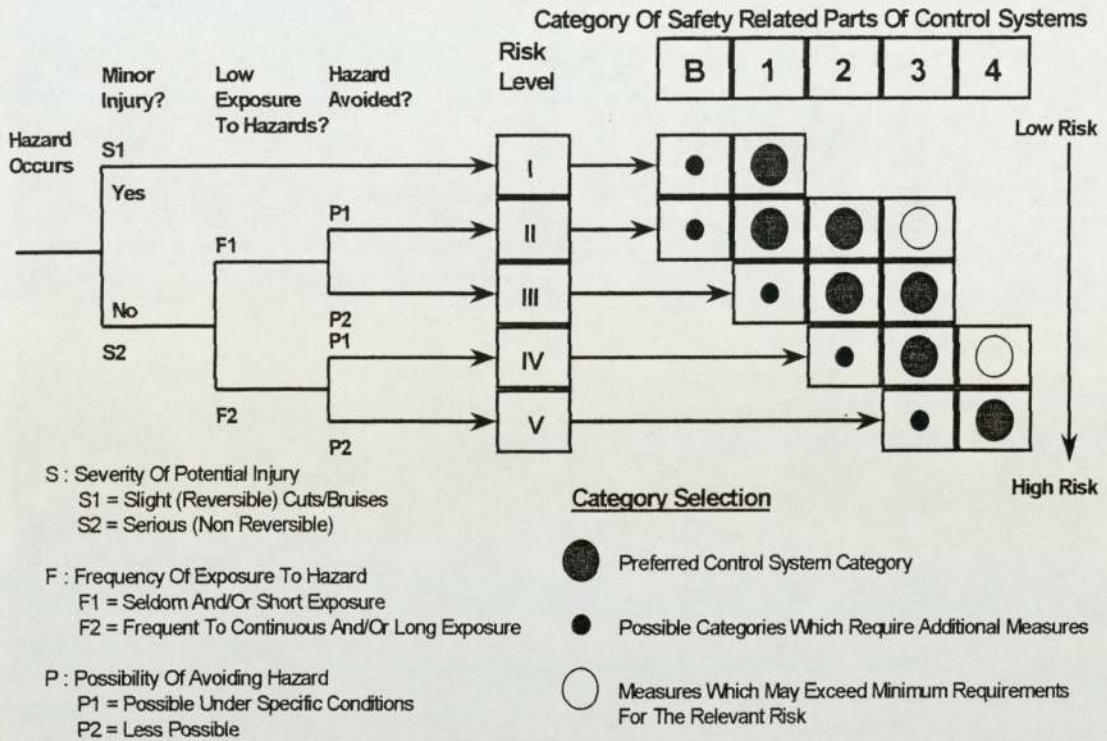 Category Of Safety Related Parts Of Control Systems
Risk
Level
B 1 2 3 4
Minor
Injury?
Low
Exposure
To Hazards?
Hazard
Avoided?
Hazard
Occurs
Low Risk
S1
Yes
I
P1
F1
II
No
III
P2
S2
P1
IV
F2
V
P2
High Risk
S : Severity Of Potential Injury
S1 = Slight (Reversible) Cuts/Bruises
S2 = Serious (Non Reversible)
F : Frequency Of Exposure To Hazard
F1 = Seldom And/Or Short Exposure
F2 = Frequent To Continuous And/Or Long Exposure
P : Possibility Of Avoiding Hazard
P1 = Possible Under Specific Conditions
P2 = Less Possible
Category Selection
Preferred Control System Category
Possible Categories Which Require Additional Measures
Measures Which May Exceed Minimum Requirements
For The Relevant Risk